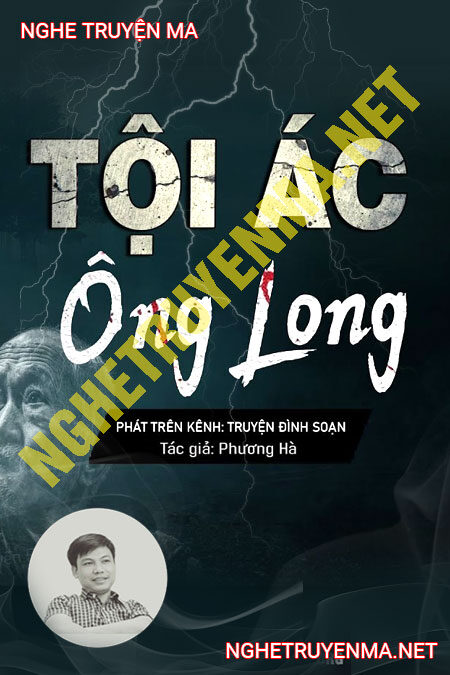 NGHE TRUYỆN MA
NGHETRUYENMA.NET
TỘI ÁC
Ông Long
PHÁT TRÊN KÊNH: TRUYỆN ĐÌNH SOẠN
Tác giả: Phương Hà
NGHETRUYENMA.NET